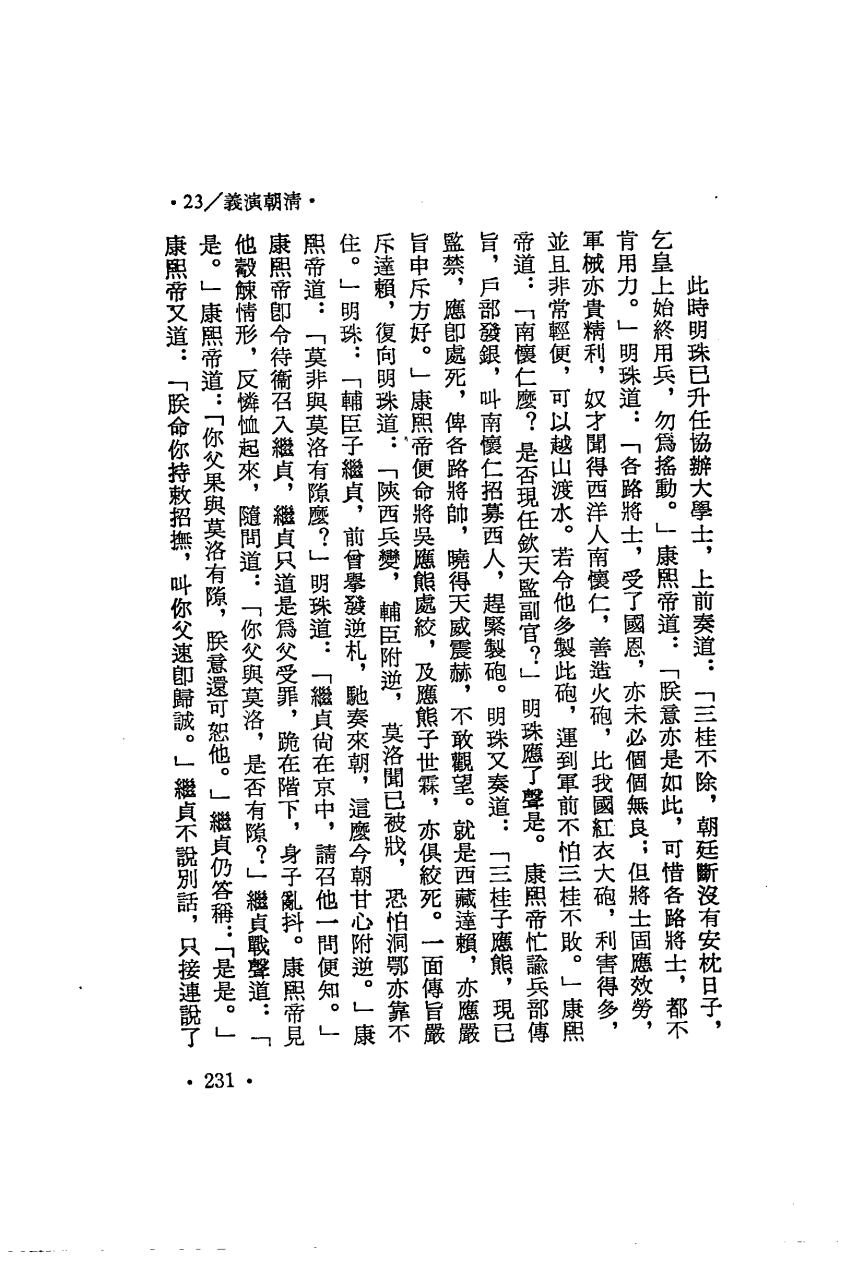 •23/義演朝清•
此時明珠已升任協辦大學士，上前奏道：「三桂不除，朝廷斷沒有安枕日子，
乞皇上始終用兵，勿爲搖動。」康熙帝道：「朕意亦是如此，可惜各路將士，都不
肯用力。」明珠道：「各路將士，受了國恩，亦未必個個無良；但將士固應效勞，
軍械亦貴精利，奴才聞得西洋人南懷仁，善造火砲，比我國紅衣大砲，利害得多，
並且非常輕便，可以越山渡水。若令他多製此砲，運到軍前不怕三桂不敗。」康熙
帝道：「南懷仁麽？是否現任欽天監副官？」明珠應了聲是。康熙帝忙諭兵部傳
旨，戶部發銀，叫南懷仁招募西人，趕緊製砲。明珠又奏道：「三桂子應熊，現已
監禁，應卽處死，俾各路將帥，曉得天威震赫，不敢觀望。就是西藏達賴，亦應嚴
旨申斥方好。」康熙帝便命將吳應熊處絞，及應熊子世霖，亦俱絞死。一面傳旨嚴
斥達賴，復向明珠道：「陝西兵變，輔臣附逆，莫洛聞已被戕，恐怕洞鄂亦靠不
住。」明珠：「輔臣子繼貞，前曾擧發逆札，馳奏來朝，這麼今朝甘心附逆。」康
熙帝道：「莫非與莫洛有隙麽？」明珠道：「繼貞尙在京中，請召他一問便知。」
康熙帝卽令待衞召入繼貞，繼貞只道是爲父受罪，跪在階下，身子亂抖。康熙帝見
他觳觫情形，反憐恤起來，隨問道：「你父與莫洛，是否有隙？」繼貞戰聲道：「
是。」康熙帝道：「你父果與莫洛有隙，朕意還可恕他。」繼貞仍答稱：「是是。」
康熙帝又道：「朕命你持敕招撫，叫你父速卽歸誠。」繼貞不說別話，只接連說了
•231•